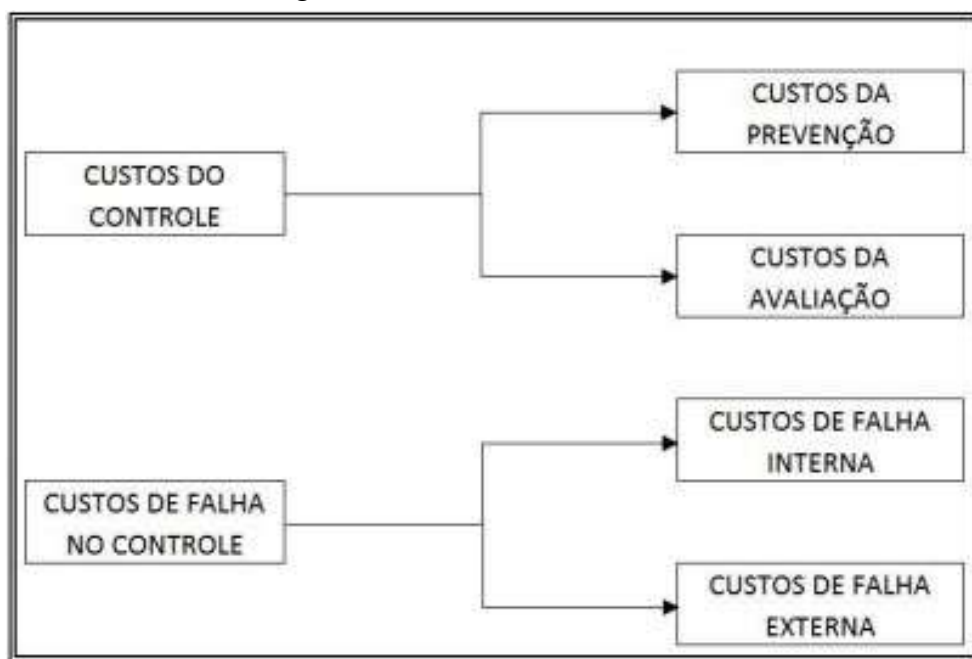 CUSTOS DO
CONTROLE
CUSTOS DA
PREVENÇÃO
CUSTOS DA
AVALIAÇÃO
CUSTOS DE FALHA
NO CONTROLE
CUSTOS DE FALHA
INTERNA
CUSTOS DE FALHA
EXTERNA